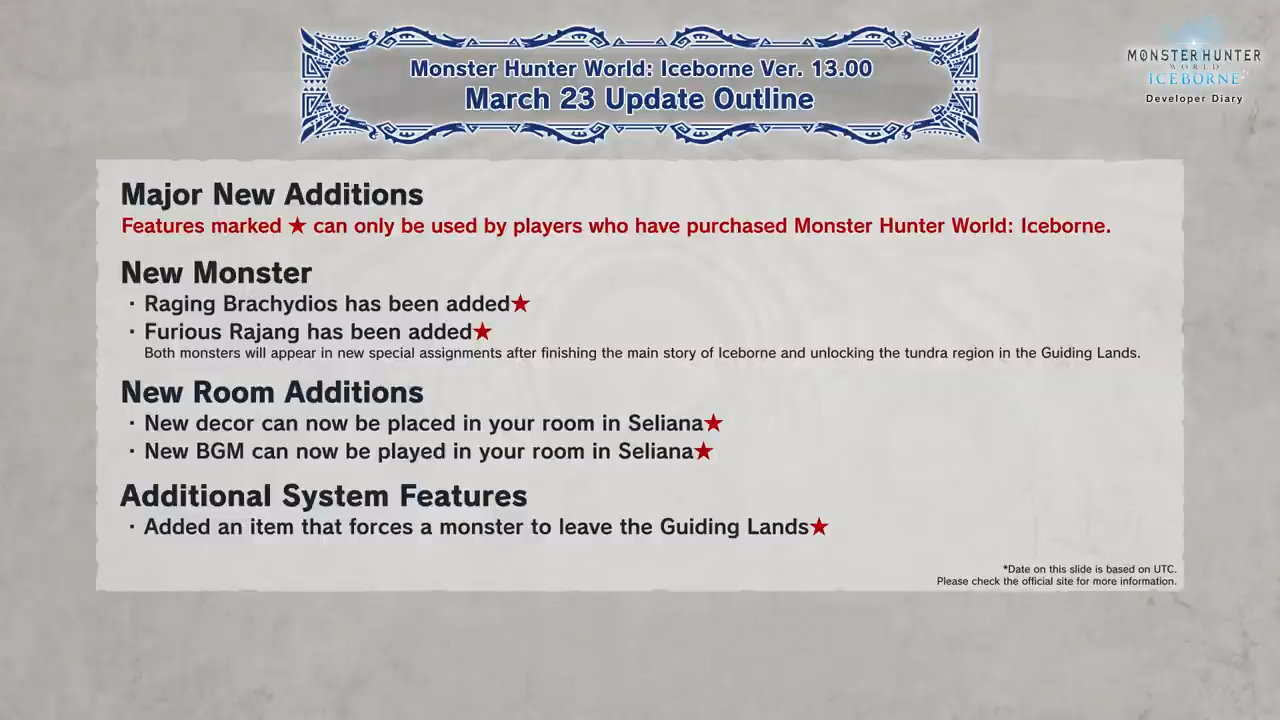 Monster Hunter World: Iceborne Ver. 13.00
March 23 Update Outline
MONSTER HUNTER
WORLD
ICEBORNE
Developer Diary
Major New Additions
Features marked ★ can only be used by players who have purchased Monster Hunter World: Iceborne.
New Monster
・Raging Brachydios has been added★
・Furious Rajang has been added★
Both monsters will appear in new special assignments after finishing the main story of Iceborne and unlocking the tundra region in the Guiding Lands.
New Room Additions
・New decor can now be placed in your room in Seliana★
・New BGM can now be played in your room in Seliana★
Additional System Features
・Added an item that forces a monster to leave the Guiding Lands★
*Date on this slide is based on UTC.
Please check the official site for more information.